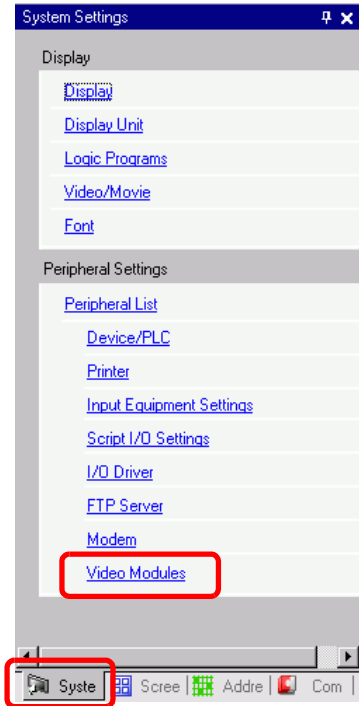 System Settings
Display
Display
Display Unit
Logic Programs
Video/Movie
Font
Peripheral Settings
Peripheral List
Device/PLC
Printer
Input Equipment Settings
Script I/O Settings
I/O Driver
FTP Server
Modem
Video Modules
Syste Scree Addre Com